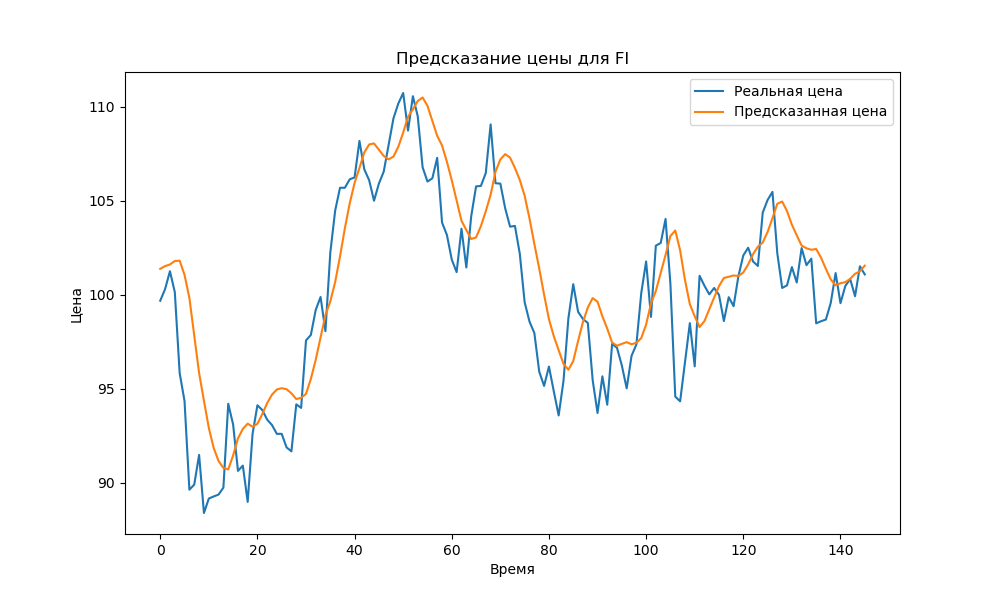 Предсказание цены для FI
Реальная цена
Предсказанная цена
Цена
110
105
100
95
90
0 20 40 60 80 100 120 140
Время